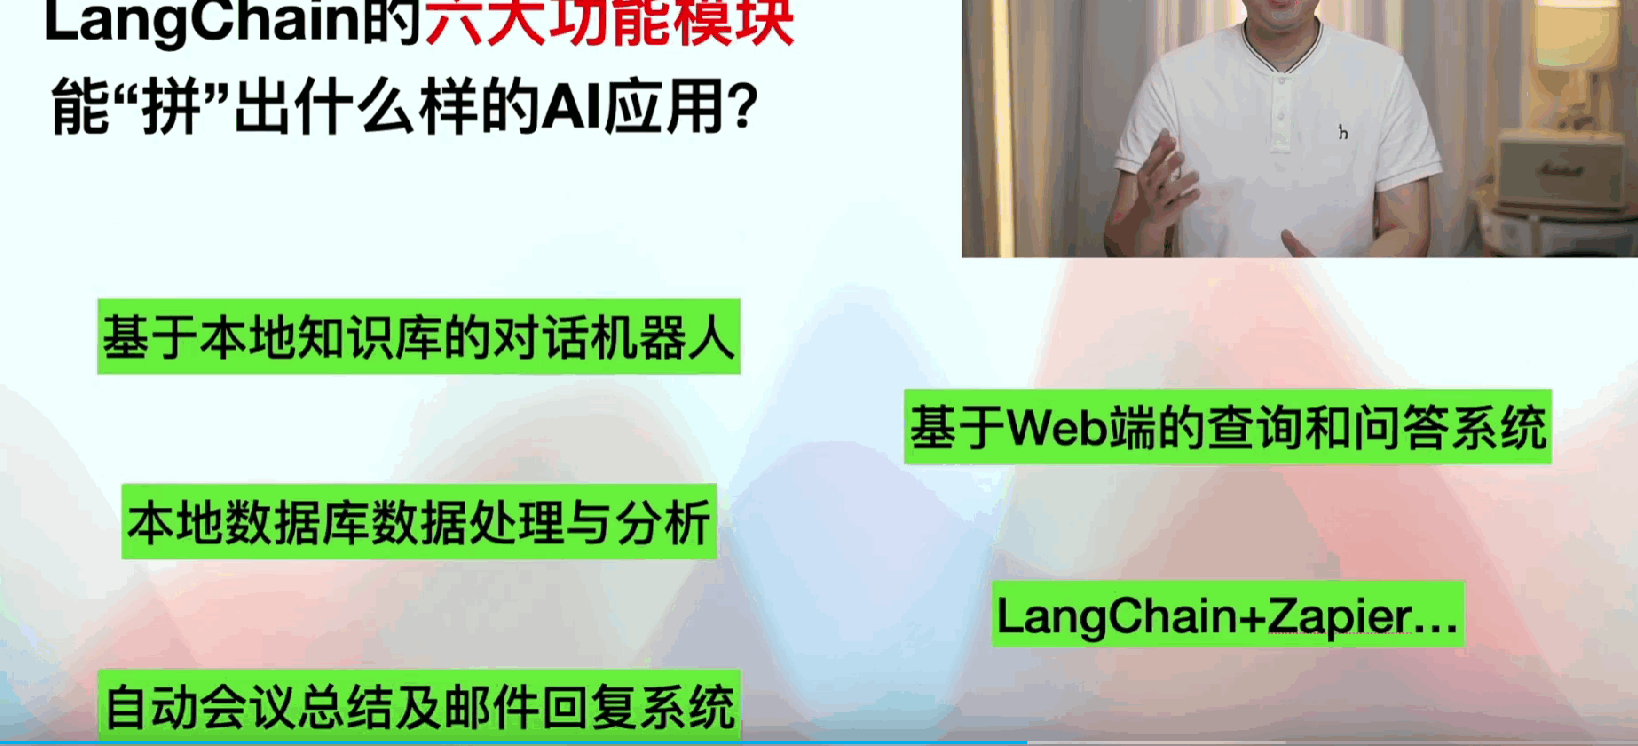 LangChain的六大功能模块
能“拼”出什么样的AI应用?
基于本地知识库的对话机器人
基于Web端的查询和问答系统
本地数据库数据处理与分析
LangChain+Zapier...
自动会议总结及邮件回复系统
h